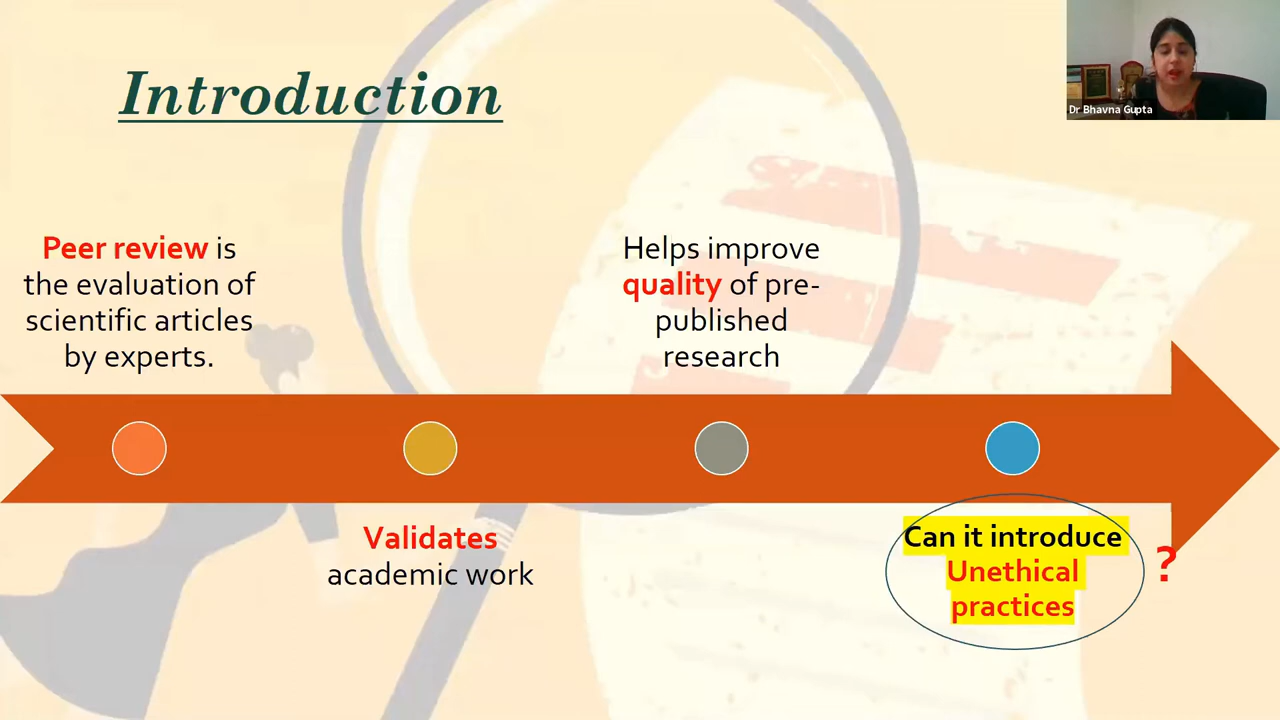 Introduction
Dr Bhavna Gupta
Peer review is
the evaluation of
scientific articles
by experts.
Helps improve
quality of pre-
published
research
Validates
academic work
Can it introduce
Unethical
practices
?